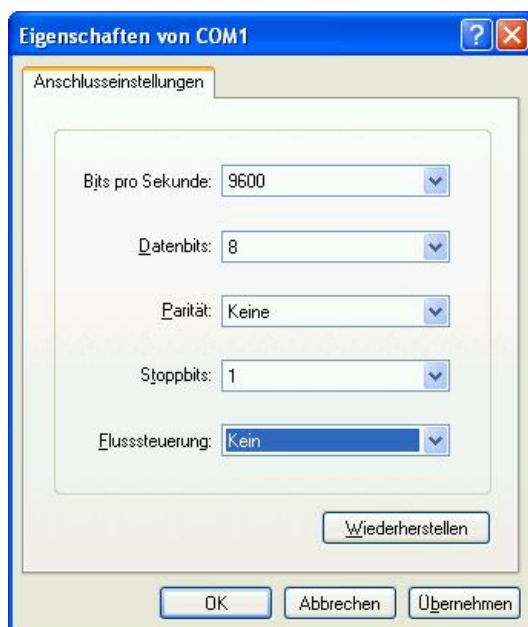 Eigenschaften von COM1
Anschlusseinstellungen
Bits pro Sekunde: 9600
Datenbits: 8
Parität: Keine
Stoppbits: 1
Flusssteuerung: Kein
Wiederherstellen
OK Abbrechen Übernehmen